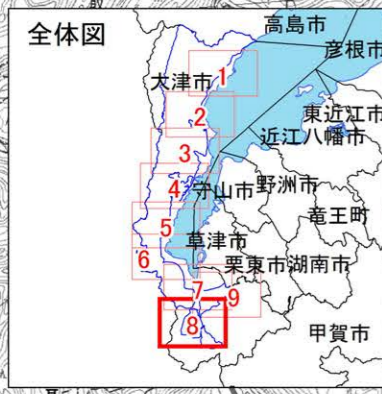 全体図
高島市
彦根市
大津市
1
2
東近江市
近江八幡市
3
4
守山市
野洲市
竜王町
5
草津市
6
栗東市
湖南市
7
9
8
甲賀市